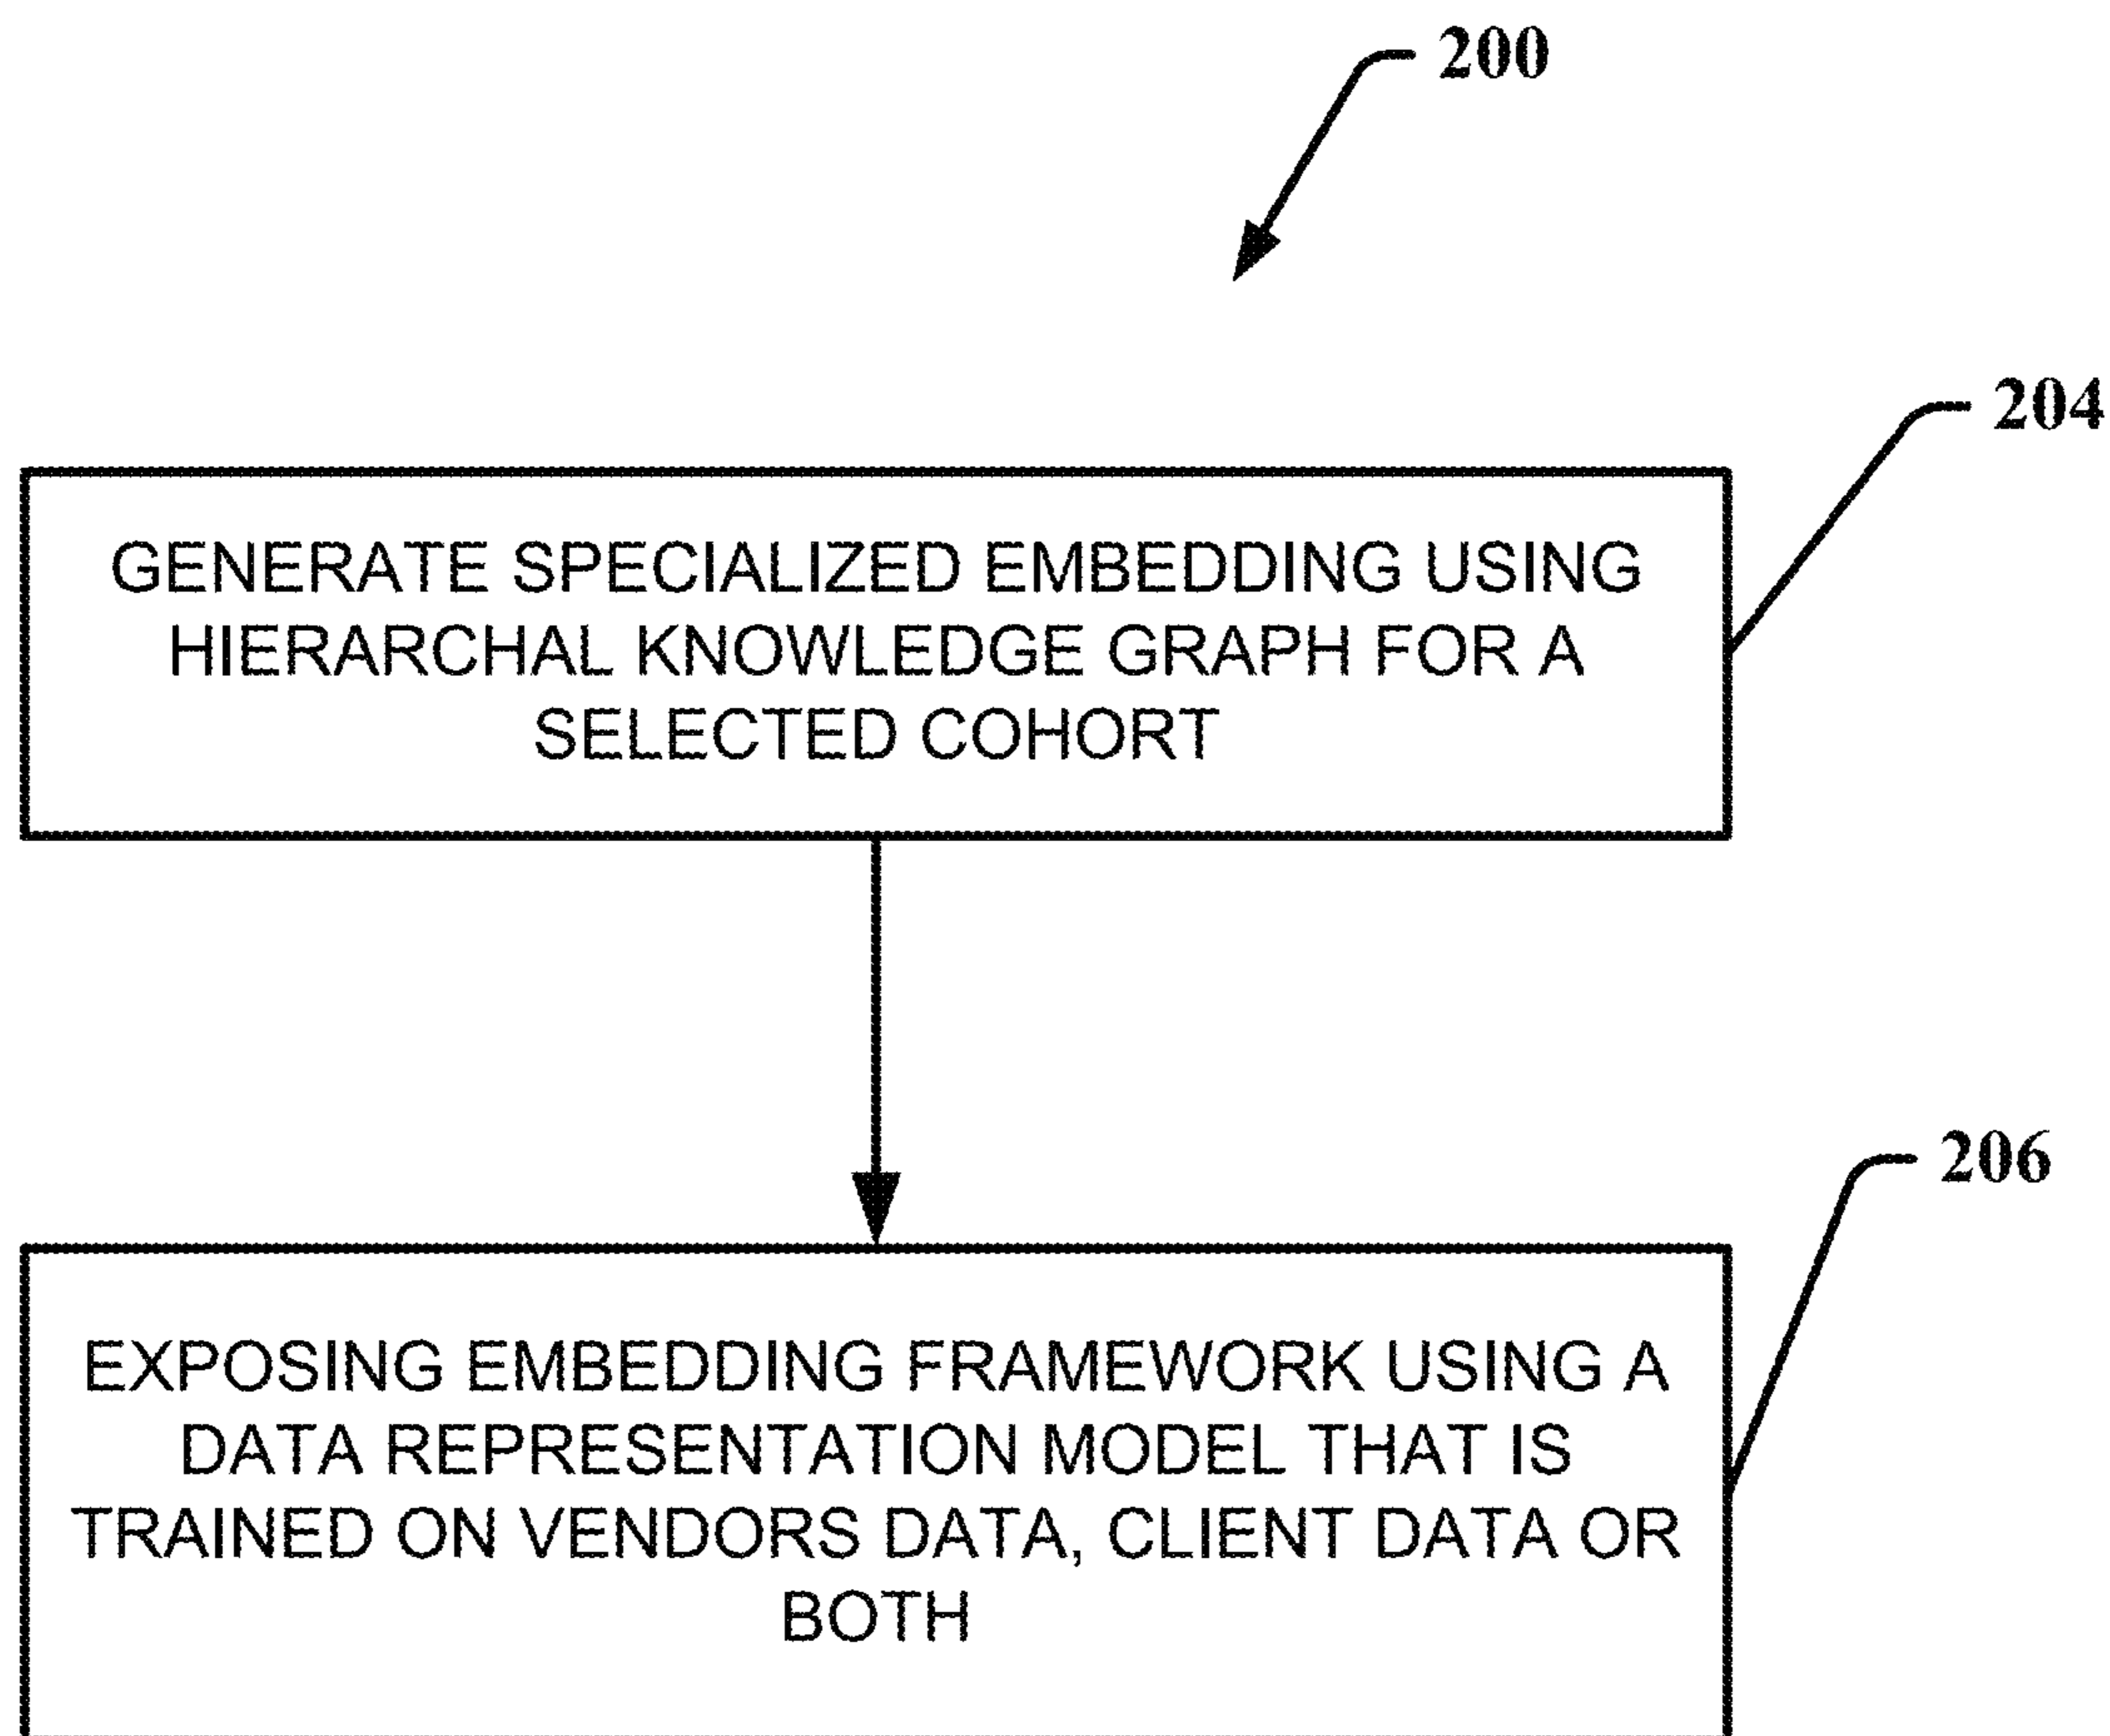 200
204
GENERATE SPECIALIZED EMBEDDING USING
HIERARCHAL KNOWLEDGE GRAPH FOR A
SELECTED COHORT
206
EXPOSING EMBEDDING FRAMEWORK USING A
DATA REPRESENTATION MODEL THAT IS
TRAINED ON VENDORS DATA, CLIENT DATA OR
BOTH